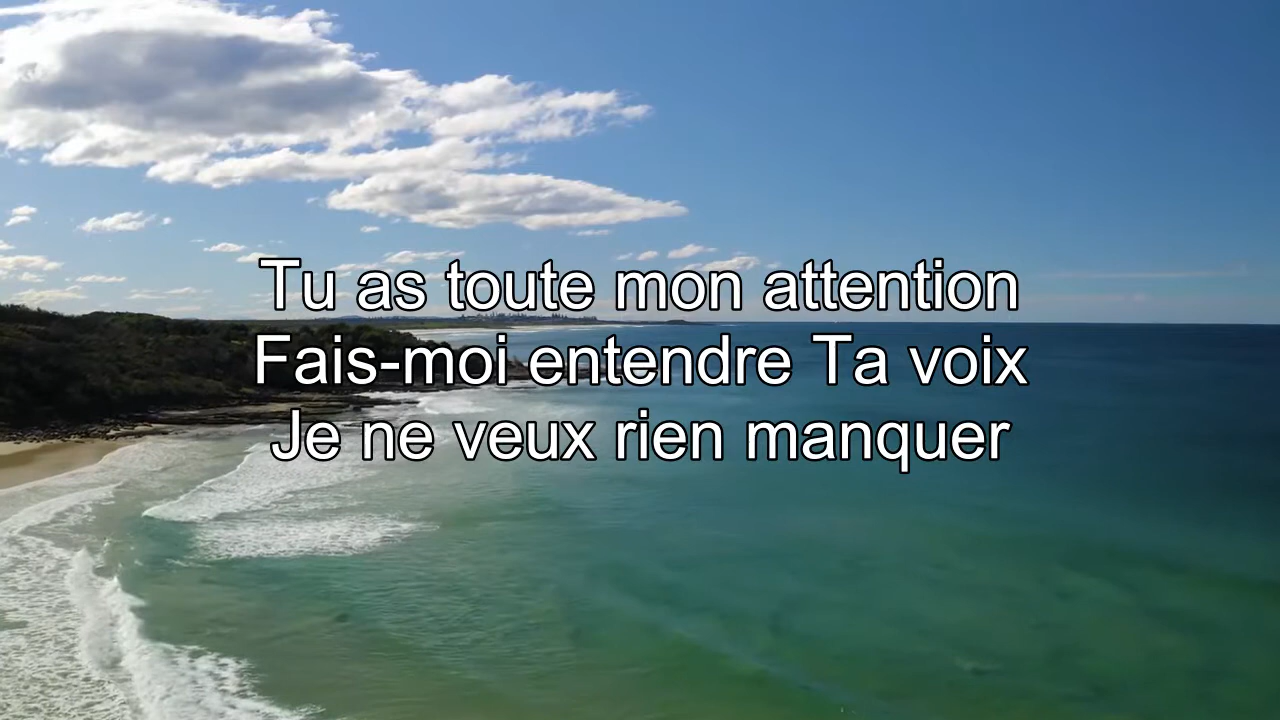 Tu as toute mon attention
Fais-moi entendre Ta voix
Je ne veux rien manquer